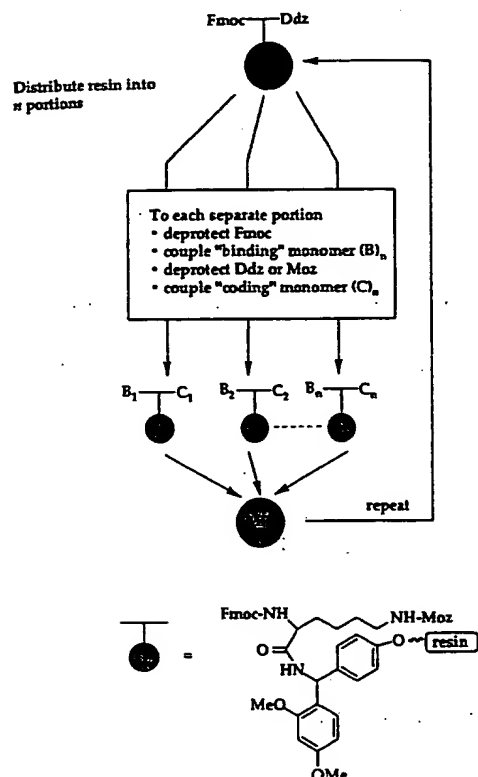 Fmoc Ddz
Distribute resin into
n portions
To each separate portion
• deprotect Fmoc
• couple "binding" monomer (B)n
• deprotect Ddz or Moz
• couple "coding" monomer (C)n
B1 C1 B2 C2 Bn Cn
repeat
Fmoc-NH NH-Moz
O O resin
=
HN
MeO
OMe